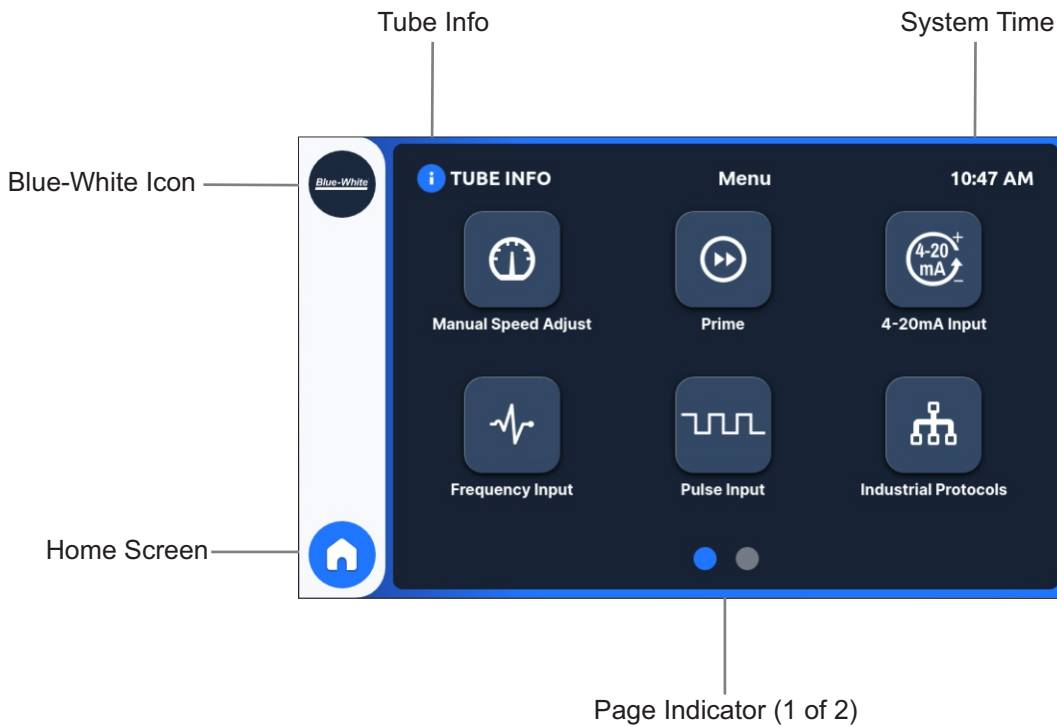 Tube Info
System Time
Blue-White Icon
Blue-White
TUBE INFO
Menu
10:47 AM
4-20
mA
Manual Speed Adjust
Prime
4-20mA Input
Frequency Input
Pulse Input
Industrial Protocols
Home Screen
Page Indicator (1 of 2)